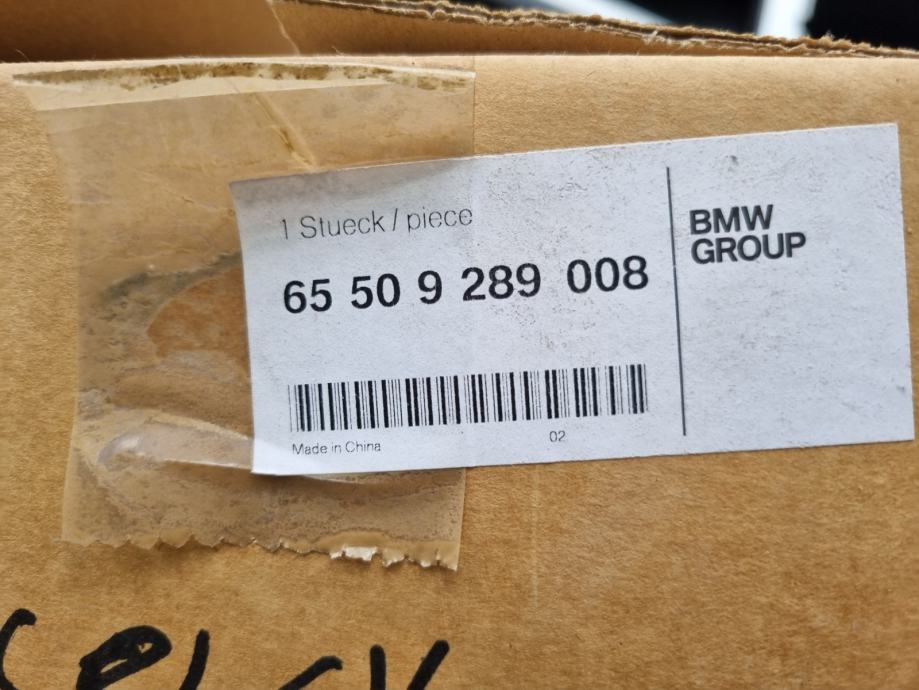 1 Stueck / piece
65 50 9 289 008
Made in China
02
BMW
GROUP